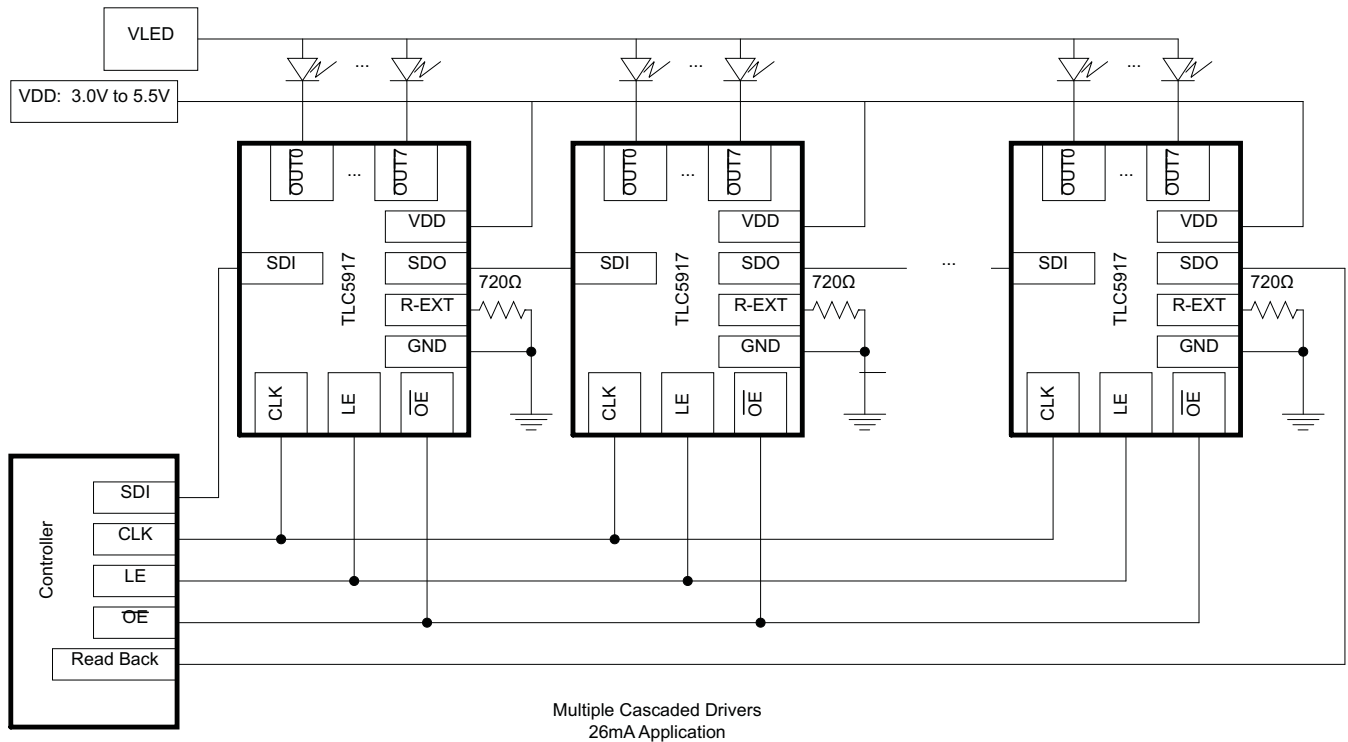 VLED
VDD: 3.0V to 5.5V
... ... ...
OUT0 ... OUT7
VDD
SDI
SDO
R-EXT
GND
TLC5917
CLK
LE
OE
720Ω
OUT0 ... OUT7
VDD
SDI
SDO
R-EXT
GND
TLC5917
CLK
LE
OE
720Ω
...
OUT0 ... OUT7
VDD
SDI
SDO
R-EXT
GND
TLC5917
CLK
LE
OE
720Ω
Controller
SDI
CLK
LE
OE
Read Back
Multiple Cascaded Drivers
26mA Application